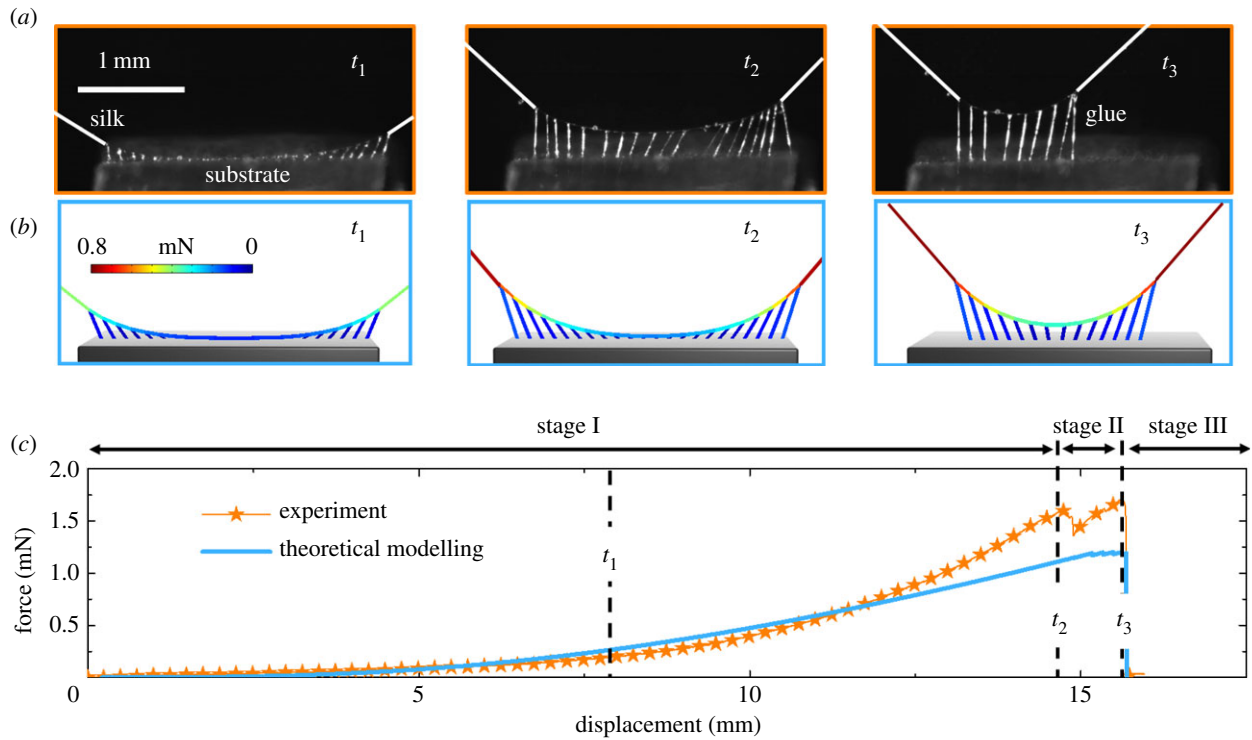 (a)
1 mm
t1
t2
t3
silk
glue
substrate
(b)
t1
t2
t3
0.8 mN 0
(c)
stage I
stage II
stage III
2.0
experiment
1.5
theoretical modelling
t1
force (mN)
1.0
0.5
t2
t3
0
0 5 10 15
displacement (mm)